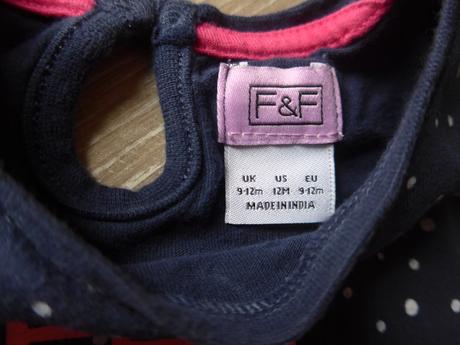 F&F
UK US EU
9-12m 12M 9-12m
MADE IN INDIA